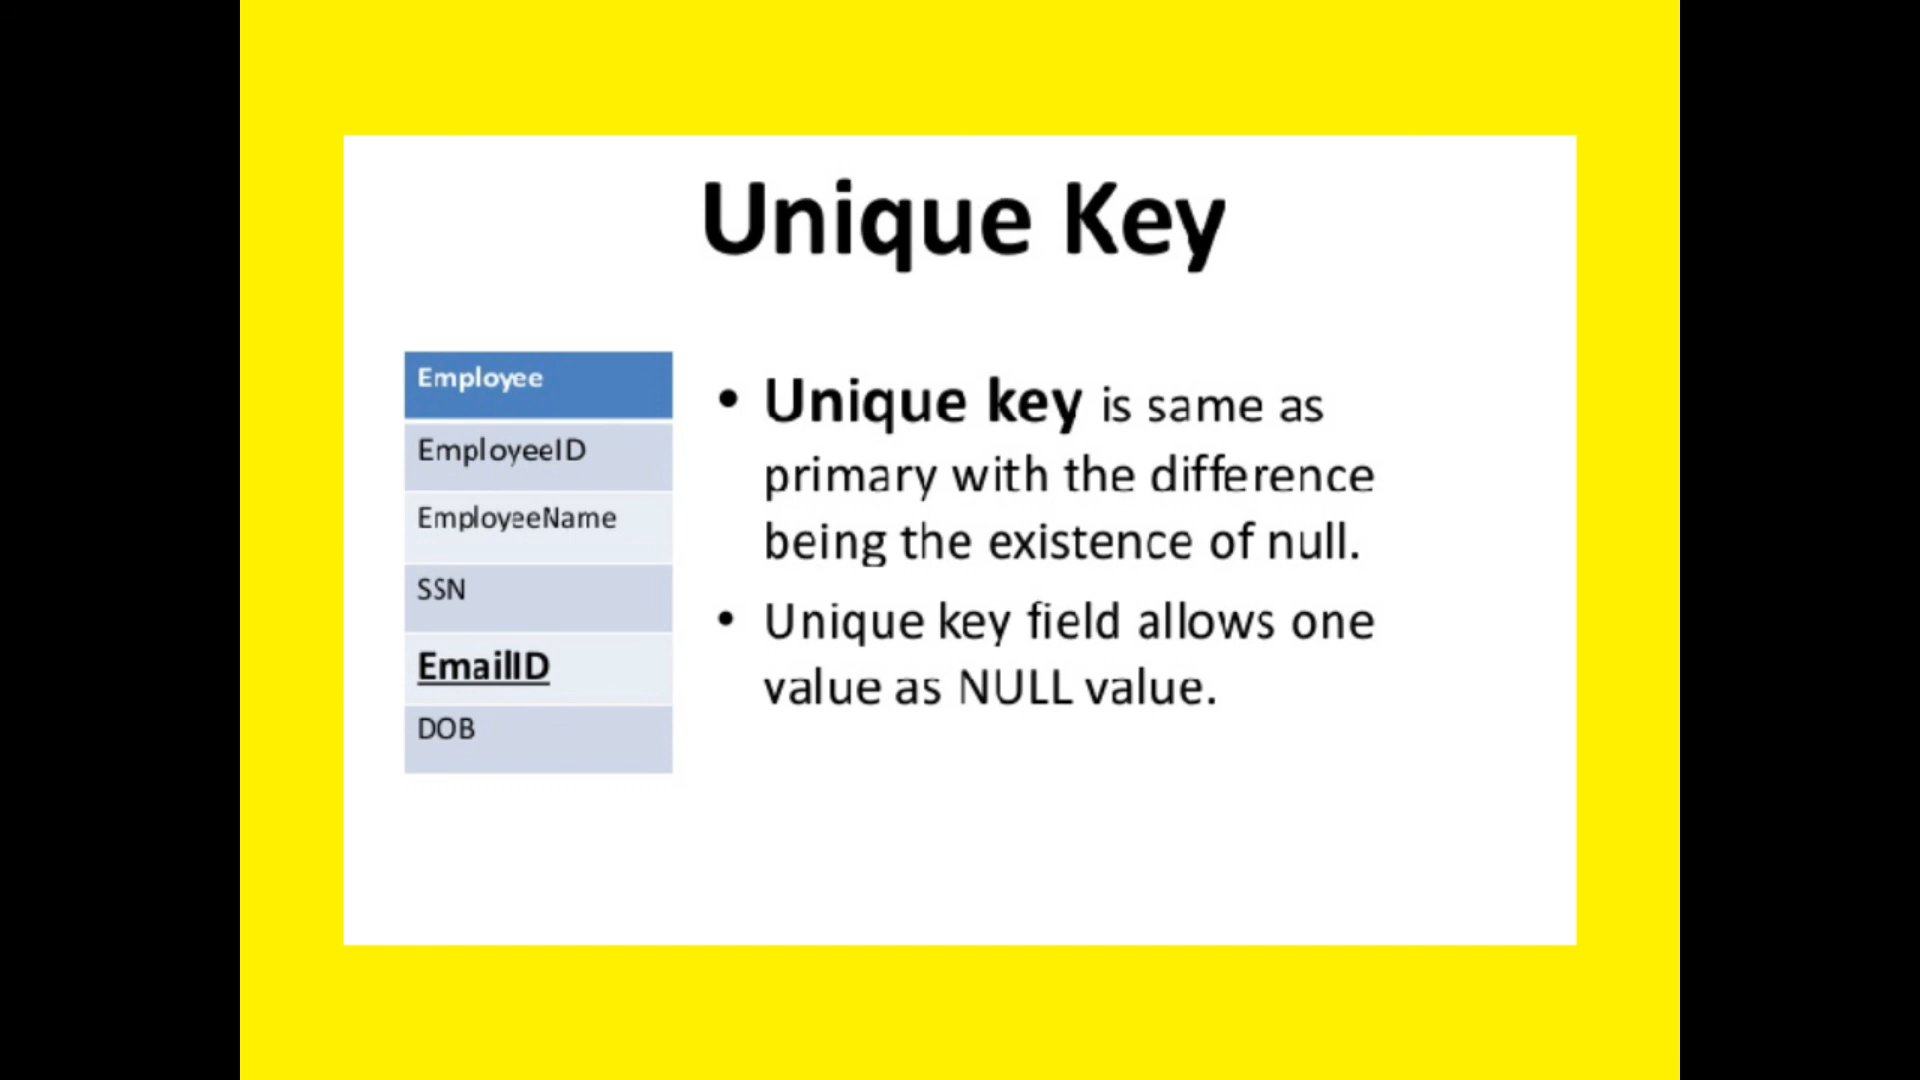 Unique Key
Employee
EmployeeID
EmployeeName
SSN
EmailID
DOB
• Unique key is same as
primary with the difference
being the existence of null.
• Unique key field allows one
value as NULL value.